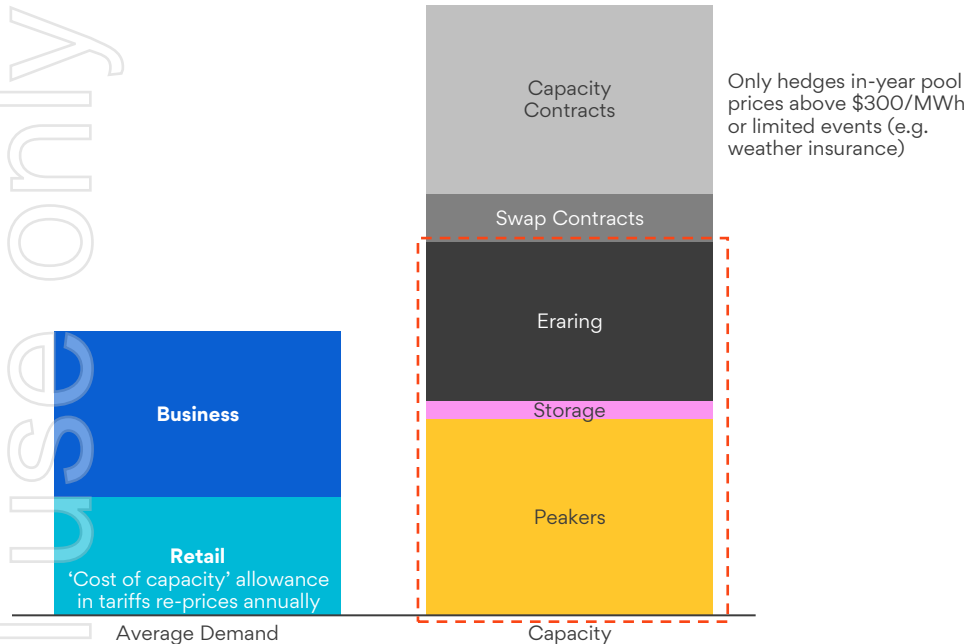 Capacity
Contracts
Only hedges in-year pool
prices above $300/MWh
or limited events (e.g.
weather insurance)
Swap Contracts
Eraring
Storage
Peakers
Business
Retail
‘Cost of capacity’ allowance
in tariffs re-prices annually
Average Demand
Capacity
l use only